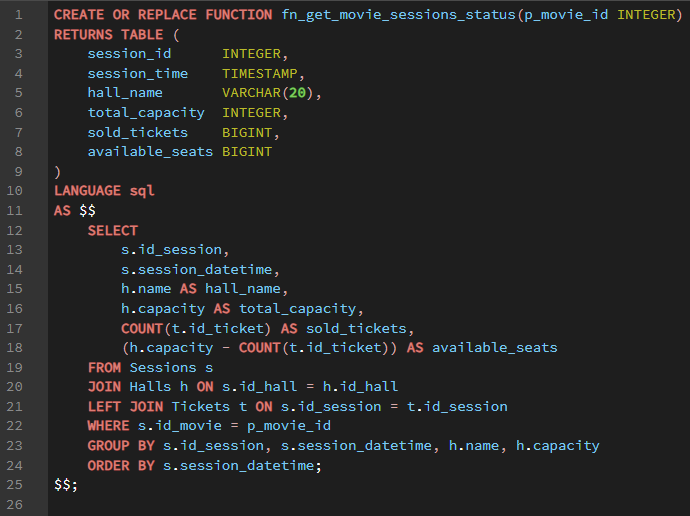 1 CREATE OR REPLACE FUNCTION fn_get_movie_sessions_status(p_movie_id INTEGER)
2 RETURNS TABLE (
3     session_id      INTEGER,
4     session_time    TIMESTAMP,
5     hall_name       VARCHAR(20),
6     total_capacity  INTEGER,
7     sold_tickets    BIGINT,
8     available_seats BIGINT
9 )
10 LANGUAGE sql
11 AS $$
12     SELECT
13         s.id_session,
14         s.session_datetime,
15         h.name AS hall_name,
16         h.capacity AS total_capacity,
17         COUNT(t.id_ticket) AS sold_tickets,
18         (h.capacity - COUNT(t.id_ticket)) AS available_seats
19     FROM Sessions s
20     JOIN Halls h ON s.id_hall = h.id_hall
21     LEFT JOIN Tickets t ON s.id_session = t.id_session
22     WHERE s.id_movie = p_movie_id
23     GROUP BY s.id_session, s.session_datetime, h.name, h.capacity
24     ORDER BY s.session_datetime;
25 $$;
26